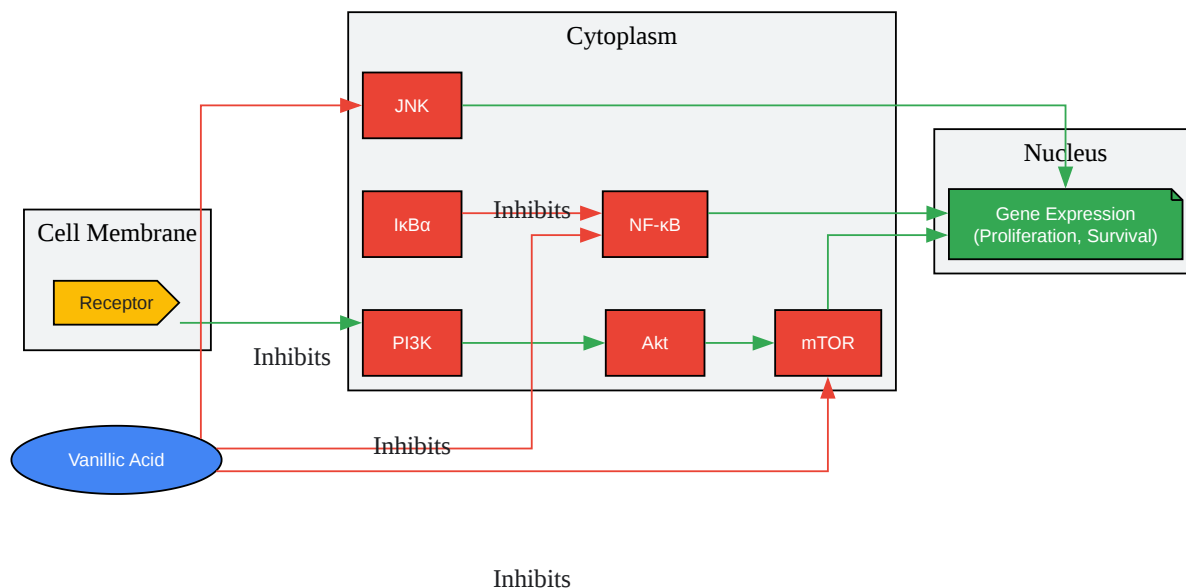 Cytoplasm
JNK
Nucleus
IκBα
Inhibits
NF-κB
Gene Expression
(Proliferation, Survival)
Cell Membrane
Receptor
PI3K
Akt
mTOR
Inhibits
Inhibits
Vanillic Acid
Inhibits